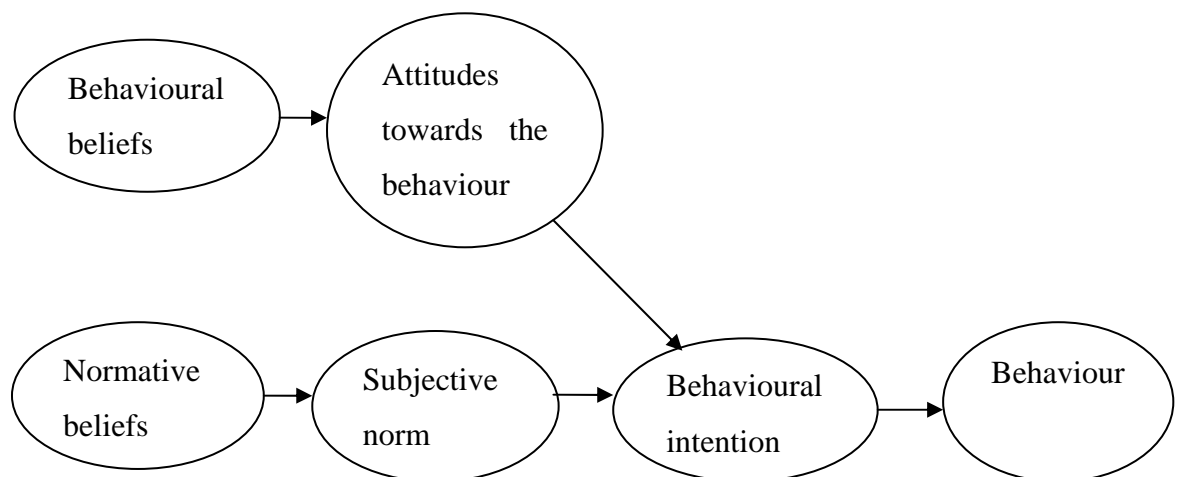 Behavioural
beliefs
Attitudes
towards the
behaviour
Normative
beliefs
Subjective
norm
Behavioural
intention
Behaviour